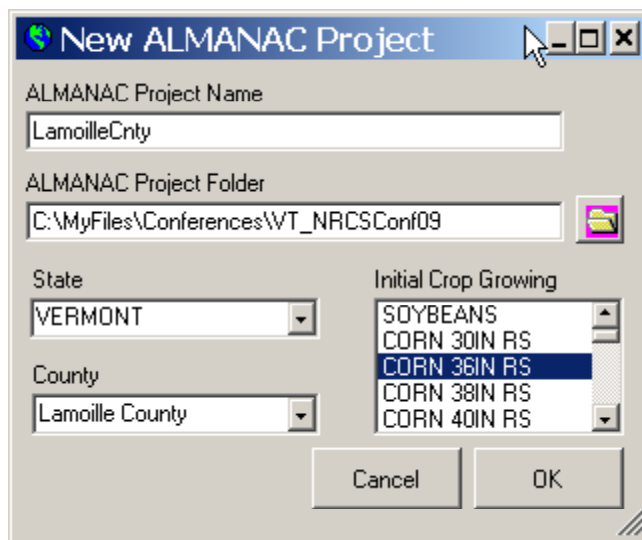 New ALMANAC Project
ALMANAC Project Name
LamoilleCnty
ALMANAC Project Folder
C:\MyFiles\Conferences\VT_NRCSConf09
State
VERMONT
County
Lamoille County
Initial Crop Growing
SOYBEANS
CORN 30IN RS
CORN 36IN RS
CORN 38IN RS
CORN 40IN RS
Cancel
OK